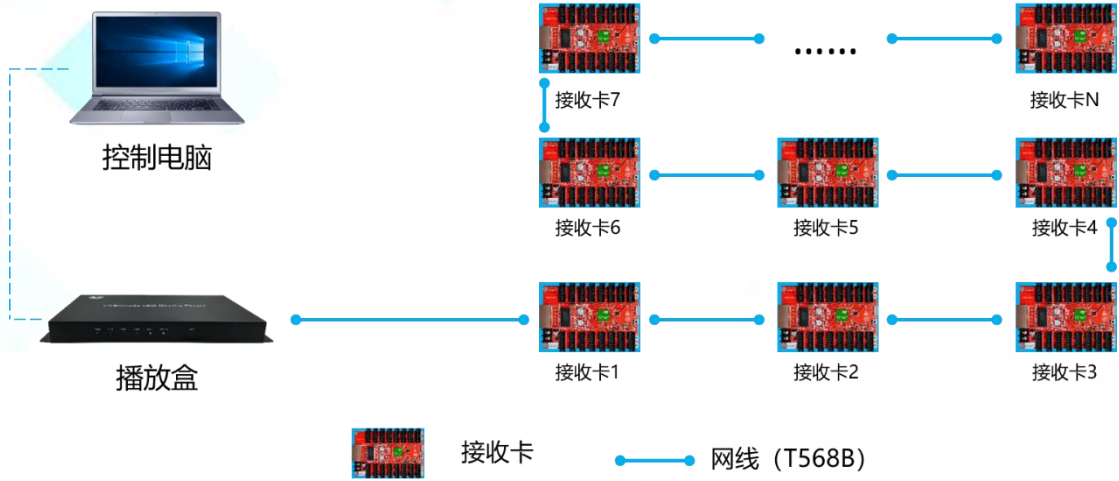 接收卡7
......
接收卡N
控制电脑
接收卡6
接收卡5
接收卡4
播放盒
接收卡1
接收卡2
接收卡3
接收卡
网线（T568B）